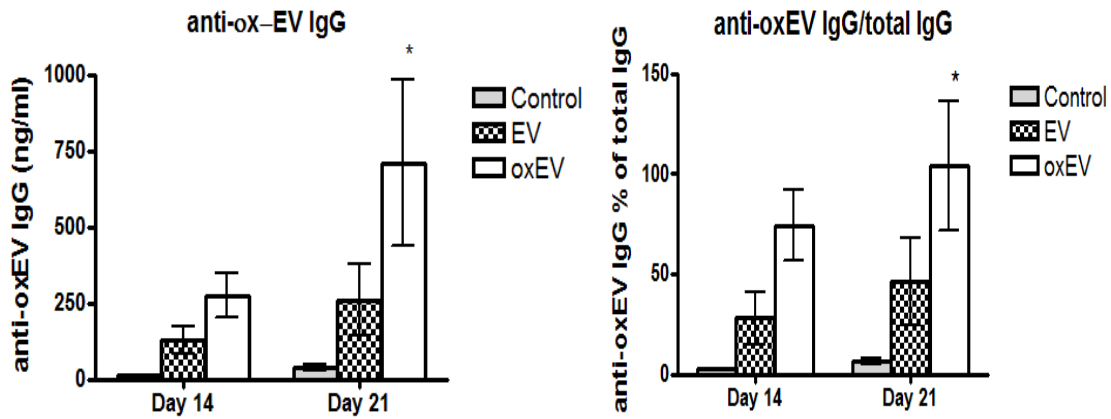 anti-ox–EV IgG
anti-oxEV IgG (ng/ml)
1000
750
500
250
0
*
Day 14
Day 21
Control
EV
oxEV
anti-oxEV IgG/total IgG
anti-oxEV IgG % of total IgG
150
100
50
0
*
Day 14
Day 21
Control
EV
oxEV